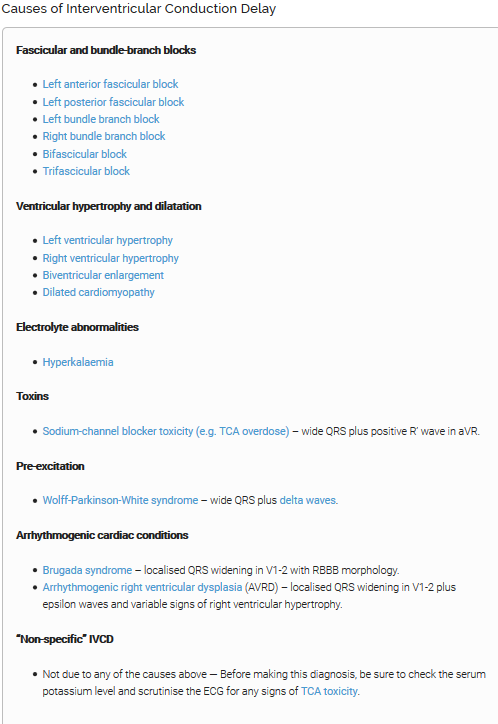 Causes of Interventricular Conduction Delay
Fascicular and bundle-branch blocks
Left anterior fascicular block
Left posterior fascicular block
Left bundle branch block
Right bundle branch block
Bifascicular block
Trifascicular block
Ventricular hypertrophy and dilatation
Left ventricular hypertrophy
Right ventricular hypertrophy
Biventricular enlargement
Dilated cardiomyopathy
Electrolyte abnormalities
Hyperkalaemia
Toxins
Sodium-channel blocker toxicity (e.g. TCA overdose) – wide QRS plus positive R' wave in aVR.
Pre-excitation
Wolff-Parkinson-White syndrome – wide QRS plus delta waves.
Arrhythmogenic cardiac conditions
Brugada syndrome – localised QRS widening in V1-2 with RBBB morphology.
Arrhythmogenic right ventricular dysplasia (AVRD) – localised QRS widening in V1-2 plus
epsilon waves and variable signs of right ventricular hypertrophy.
“Non-specific” IVCD
Not due to any of the causes above — Before making this diagnosis, be sure to check the serum
potassium level and scrutinise the ECG for any signs of TCA toxicity.